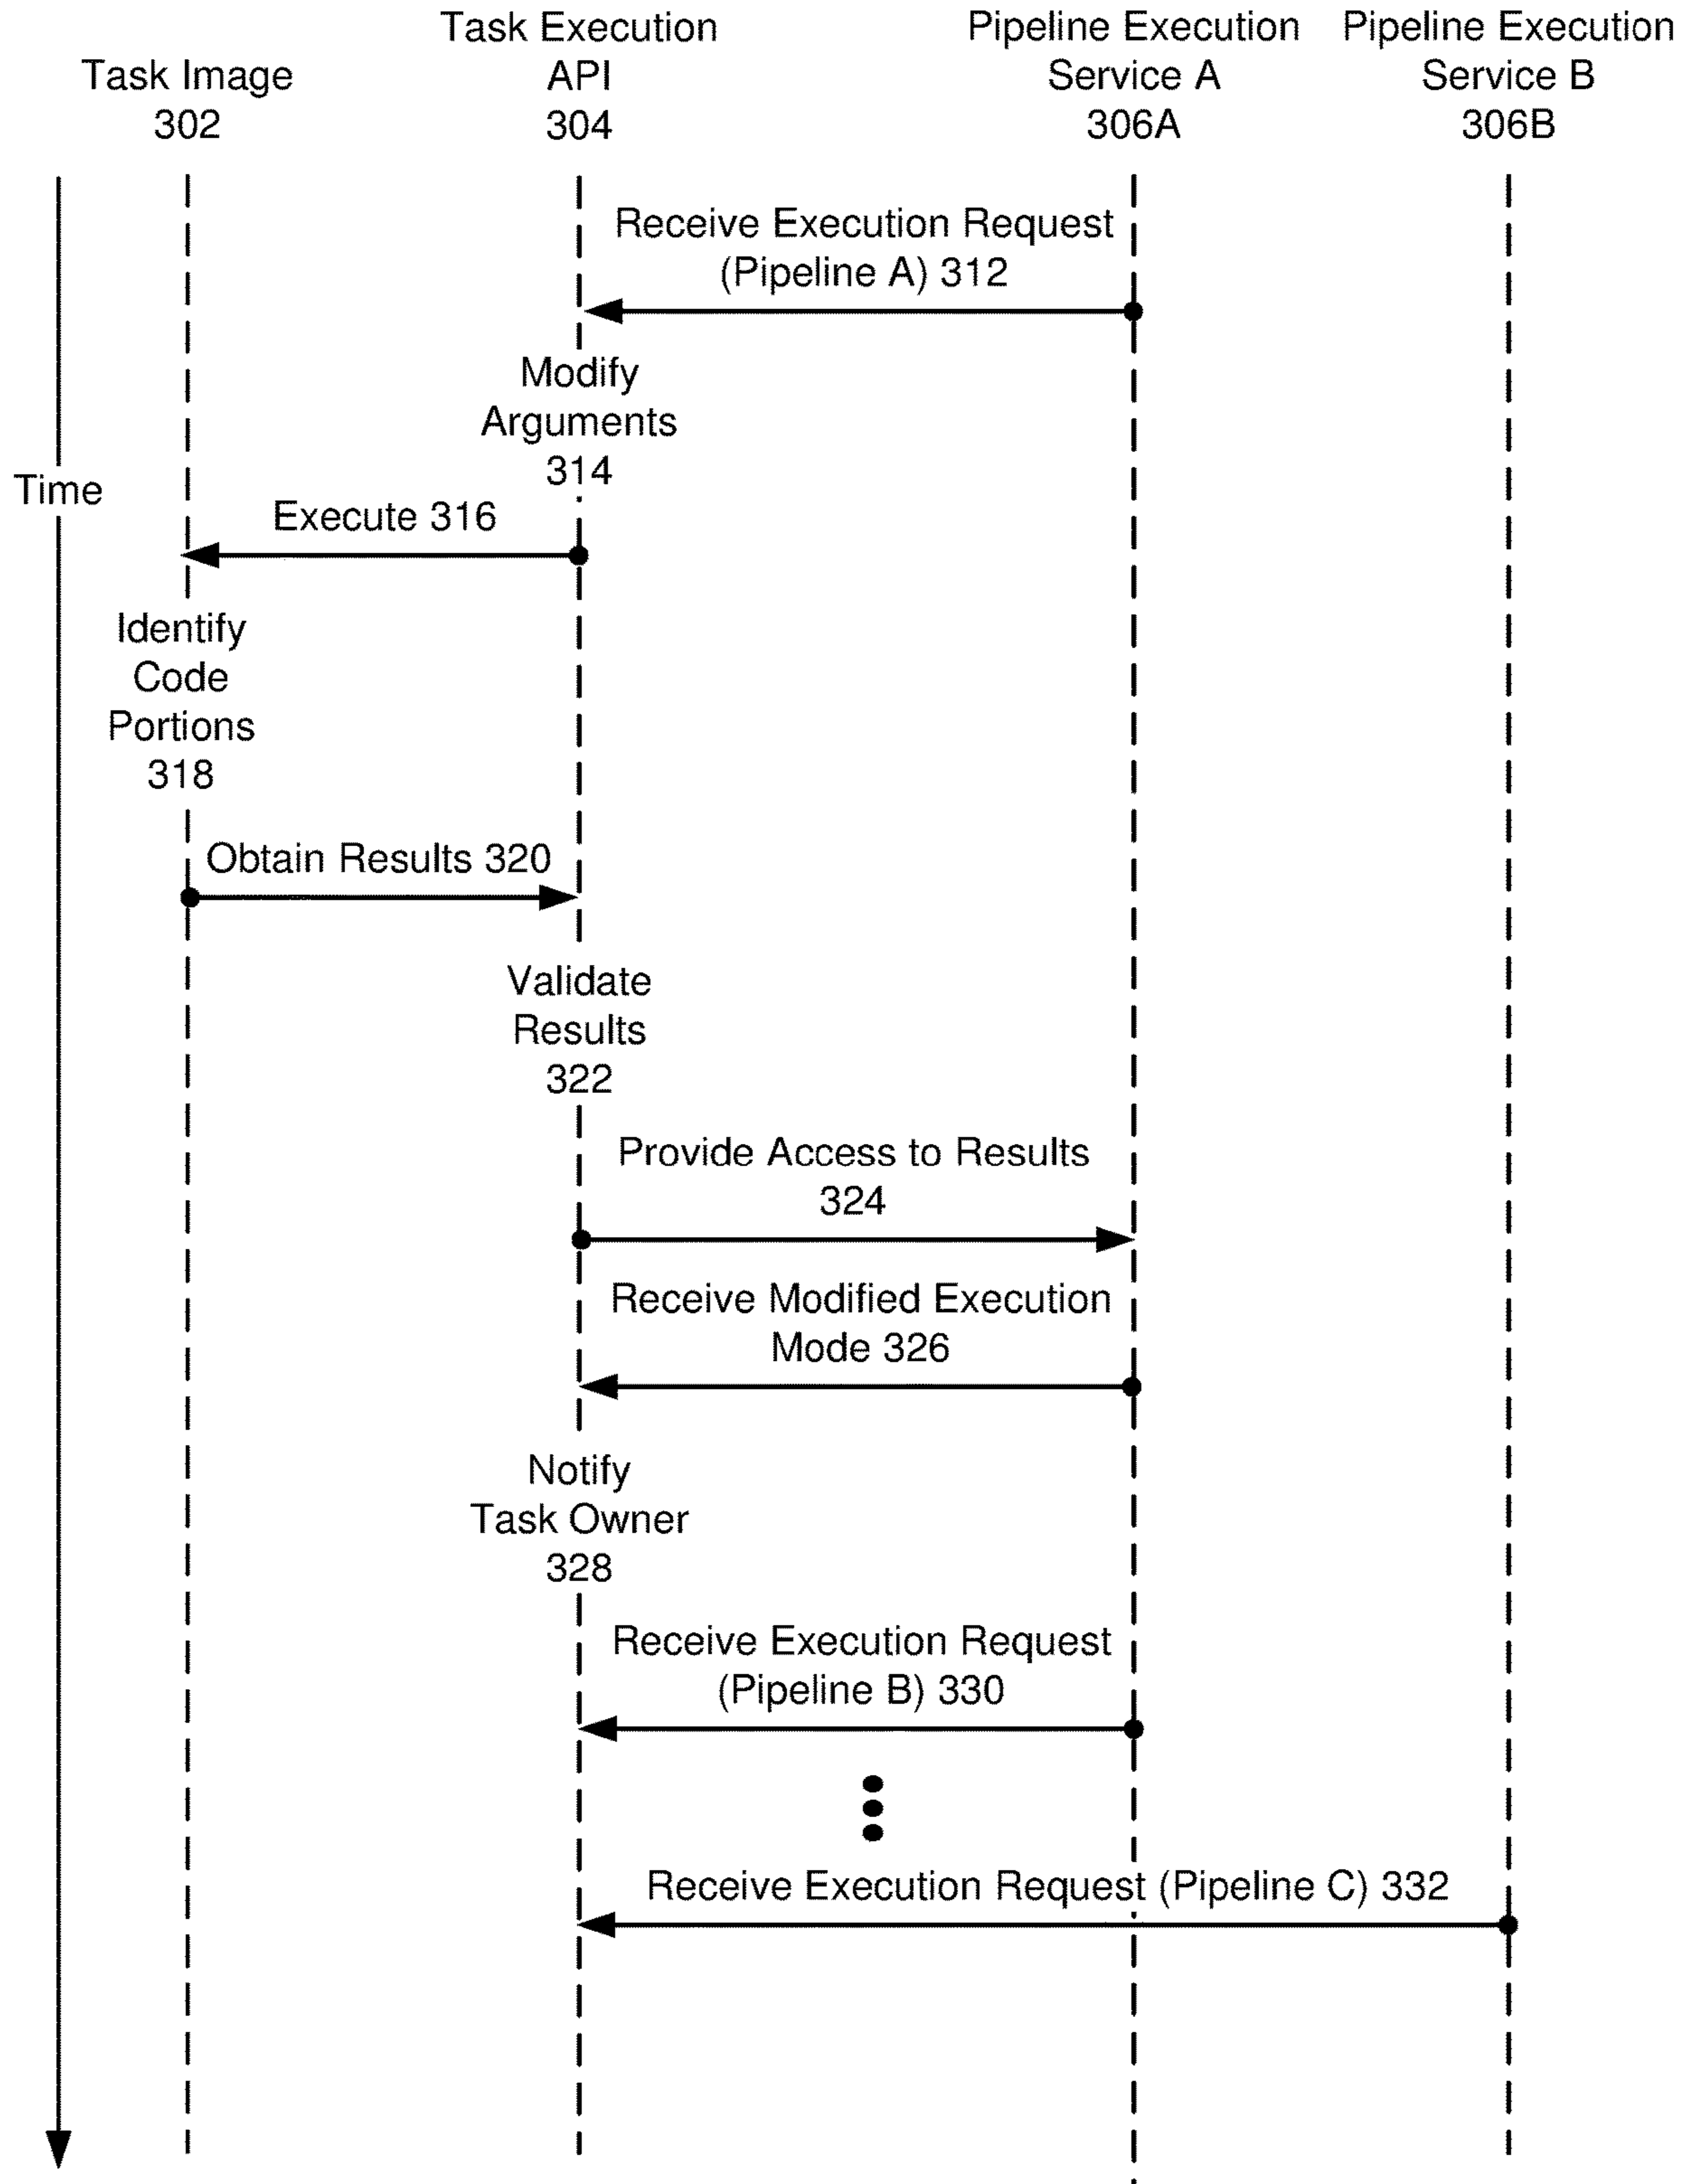 Task Image
302
Task Execution
API
304
Pipeline Execution
Service A
306A
Pipeline Execution
Service B
306B
Receive Execution Request
(Pipeline A) 312
Modify
Arguments
314
Time
Execute 316
Identify
Code
Portions
318
Obtain Results 320
Validate
Results
322
Provide Access to Results
324
Receive Modified Execution
Mode 326
Notify
Task Owner
328
Receive Execution Request
(Pipeline B) 330
Receive Execution Request (Pipeline C) 332